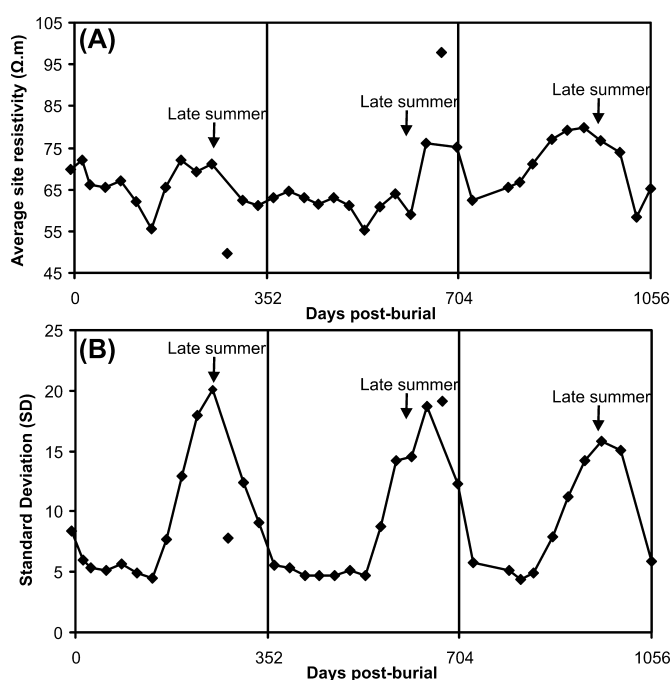 (A)
Average site resistivity (Ω.m)
105
95
85
75
65
55
45
Late summer
Late summer
Late summer
0
352
704
1056
Days post-burial
(B)
Standard Deviation (SD)
25
20
15
10
5
0
Late summer
Late summer
Late summer
0
352
704
1056
Days post-burial